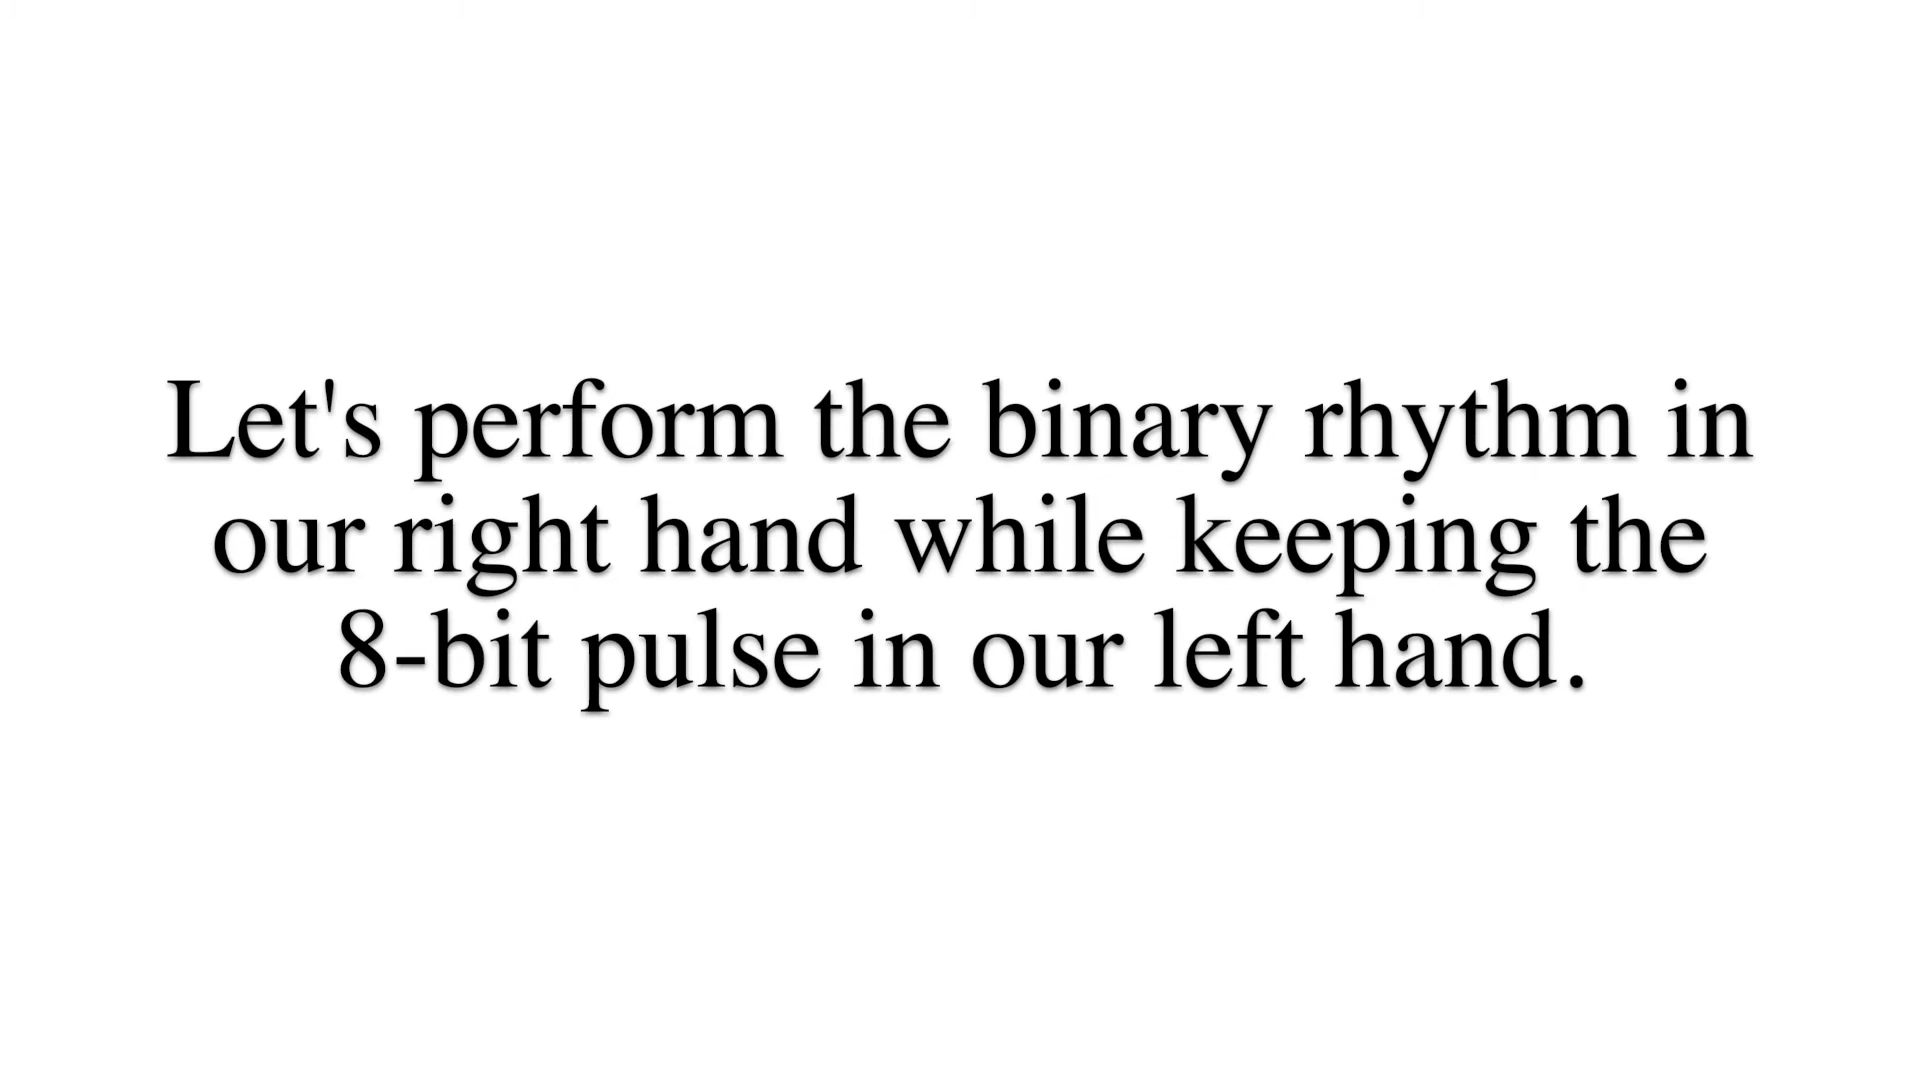 Let's perform the binary rhythm in
our right hand while keeping the
8-bit pulse in our left hand.